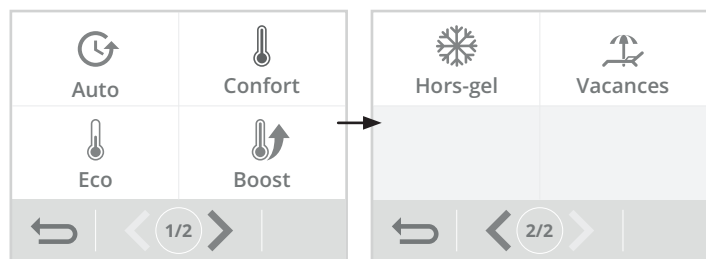 Auto
Confort
Eco
Boost
1/2
Hors-gel
Vacances
2/2